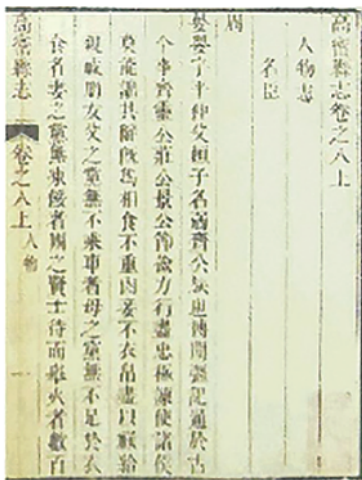 高密縣志卷之八上
人物志
名臣
周
晏嬰字平仲父桓子名弱齊公族也博聞強記通於古
今事齊靈公莊公景公節儉力行盡忠極諫使諸侯
莫能詘其辭既為相食不重肉妾不衣帛盡以祿給
親戚朋友父之黨無不乘車者母之黨無不足於衣
食者妻之黨無凍餒者國之賢士待而舉火者數百
高密縣志 卷之八上 人物 一